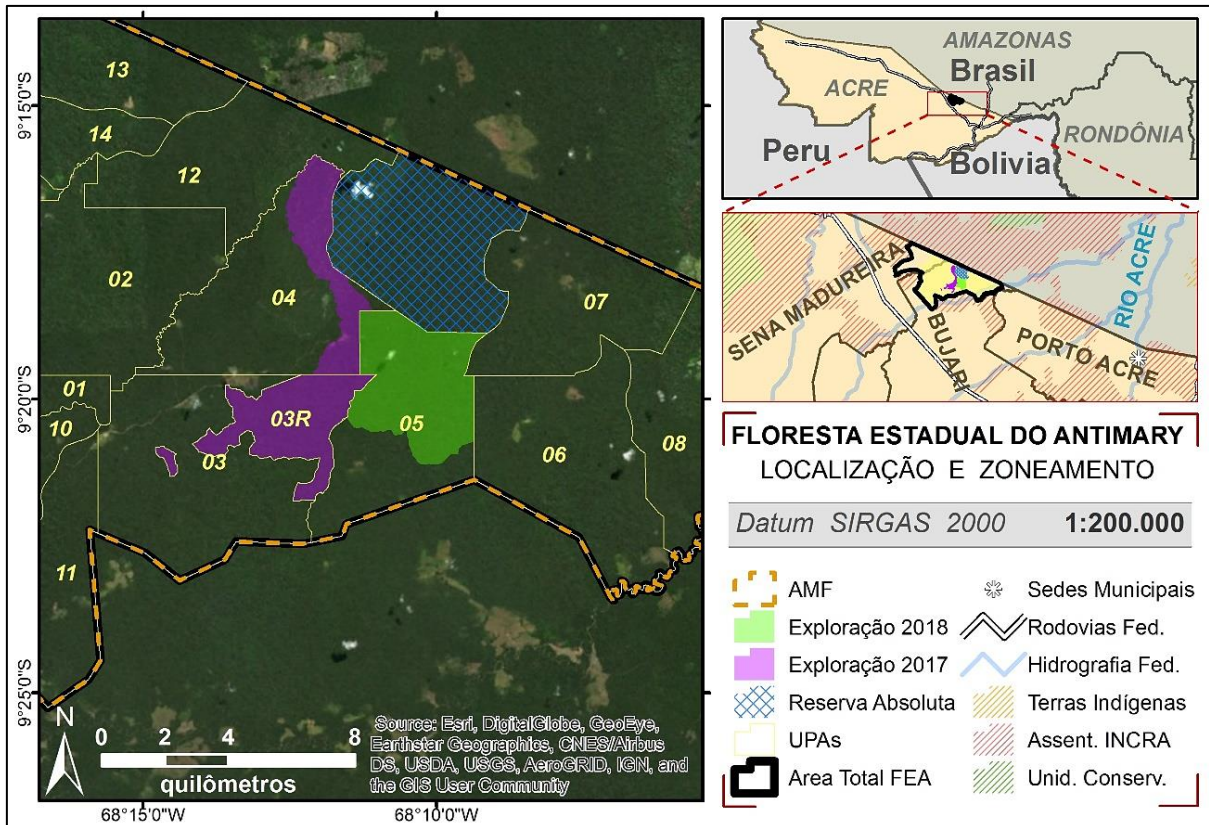 13
14
12
02
04
07
01
10
03R
03
05
06
08
11
9°15'0"S
9°20'0"S
9°25'0"S
68°15'0"W
68°10'0"W
N
0 2 4 8
quilômetros
Source: Esri, DigitalGlobe, GeoEye,
Earthstar Geographics, CNES/Airbus
DS, USDA, USGS, AeroGRID, IGN, and
the GIS User Community
AMAZONAS
Brasil
ACRE
RONDÔNIA
Peru
Bolivia
SENA MADUREIRA
BUJARI
PORTO ACRE
RIO ACRE
FLORESTA ESTADUAL DO ANTIMARY
LOCALIZAÇÃO E ZONEAMENTO
Datum SIRGAS 2000 1:200.000
AMF
Exploração 2018
Exploração 2017
Reserva Absoluta
UPAs
Area Total FEA
Sedes Municipais
Rodovias Fed.
Hidrografia Fed.
Terras Indígenas
Assent. INCRA
Unid. Conserv.